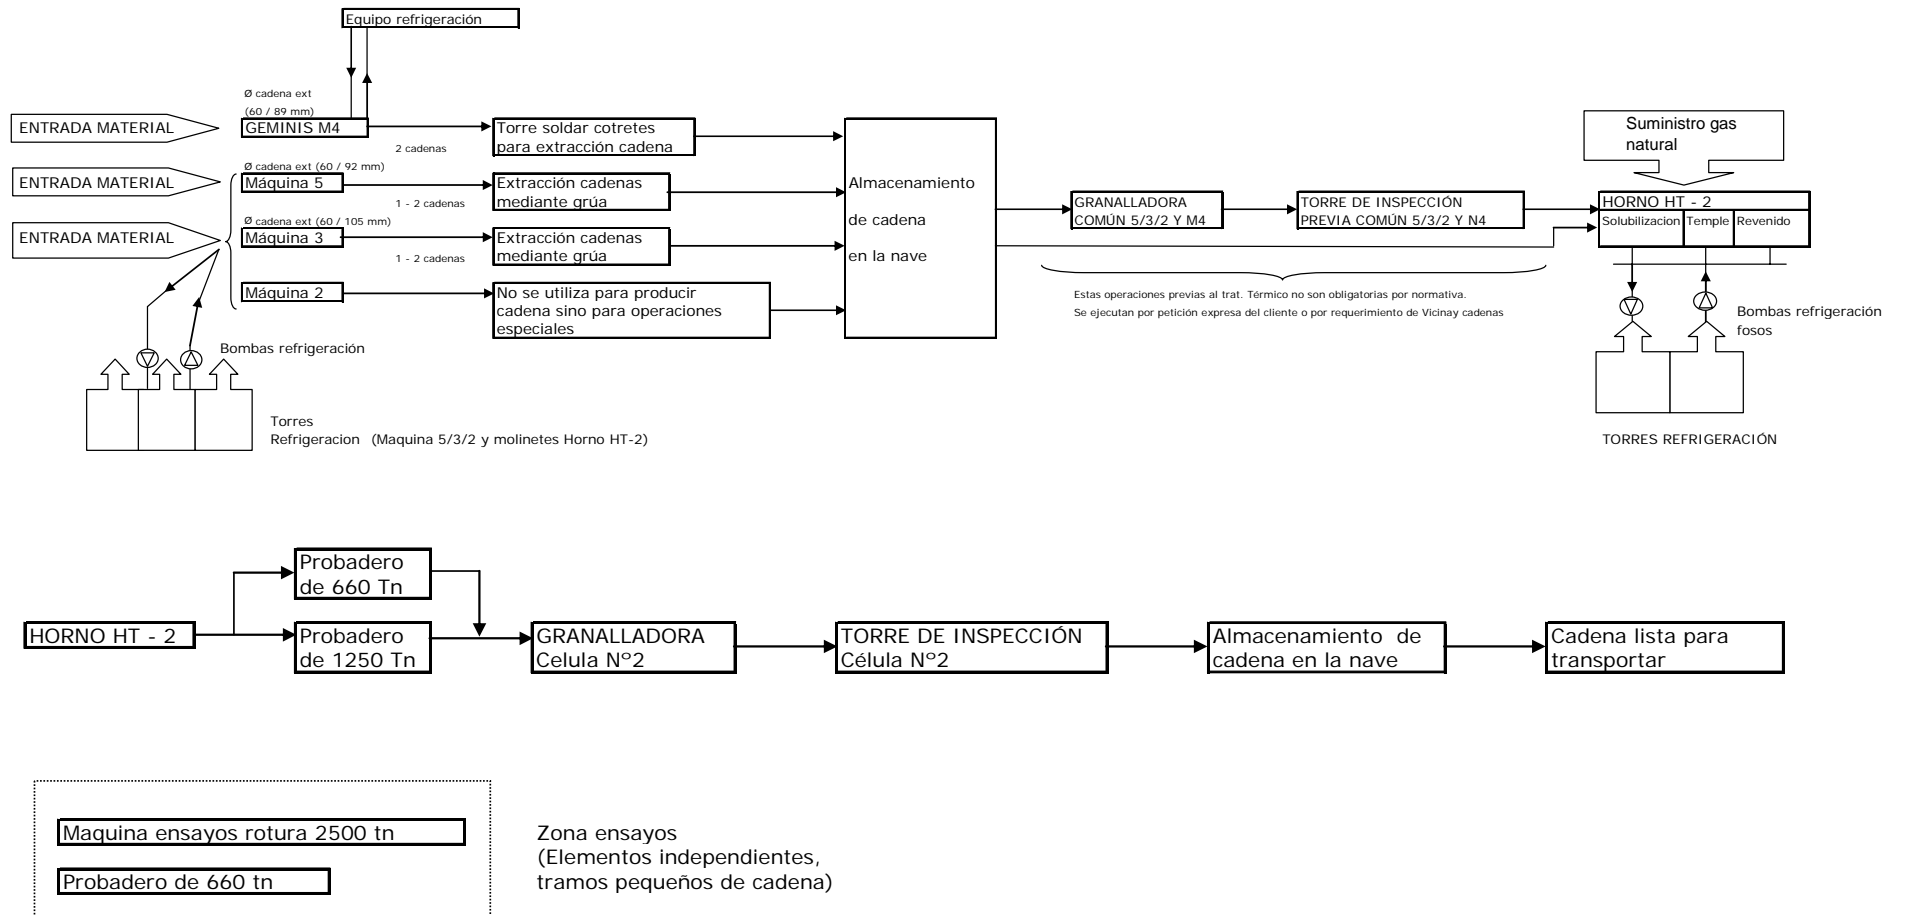 Equipo refrigeración
Ø cadena ext
(60 / 89 mm)
ENTRADA MATERIAL
GEMINIS M4
2 cadenas
Torre soldar cotretes
para extracción cadena
Ø cadena ext (60 / 92 mm)
ENTRADA MATERIAL
Máquina 5
1 - 2 cadenas
Extracción cadenas
mediante grúa
Ø cadena ext (60 / 105 mm)
ENTRADA MATERIAL
Máquina 3
1 - 2 cadenas
Extracción cadenas
mediante grúa
Máquina 2
No se utiliza para producir
cadena sino para operaciones
especiales
Almacenamiento
de cadena
en la nave
GRANALLADORA
COMÚN 5/3/2 Y M4
TORRE DE INSPECCIÓN
PREVIA COMÚN 5/3/2 Y N4
Suministro gas
natural
HORNO HT - 2
Solubilizacion
Temple
Revenido
Estas operaciones previas al trat. Térmico no son obligatorias por normativa.
Se ejecutan por petición expresa del cliente o por requerimiento de Vicinay cadenas
Bombas refrigeración
fosos
Bombas refrigeración
Torres
Refrigeracion (Maquina 5/3/2 y molinetes Horno HT-2)
TORRES REFRIGERACIÓN
HORNO HT - 2
Probadero
de 660 Tn
Probadero
de 1250 Tn
GRANALLADORA
Celula Nº2
TORRE DE INSPECCIÓN
Célula Nº2
Almacenamiento de
cadena en la nave
Cadena lista para
transportar
Maquina ensayos rotura 2500 tn
Probadero de 660 tn
Zona ensayos
(Elementos independientes,
tramos pequeños de cadena)